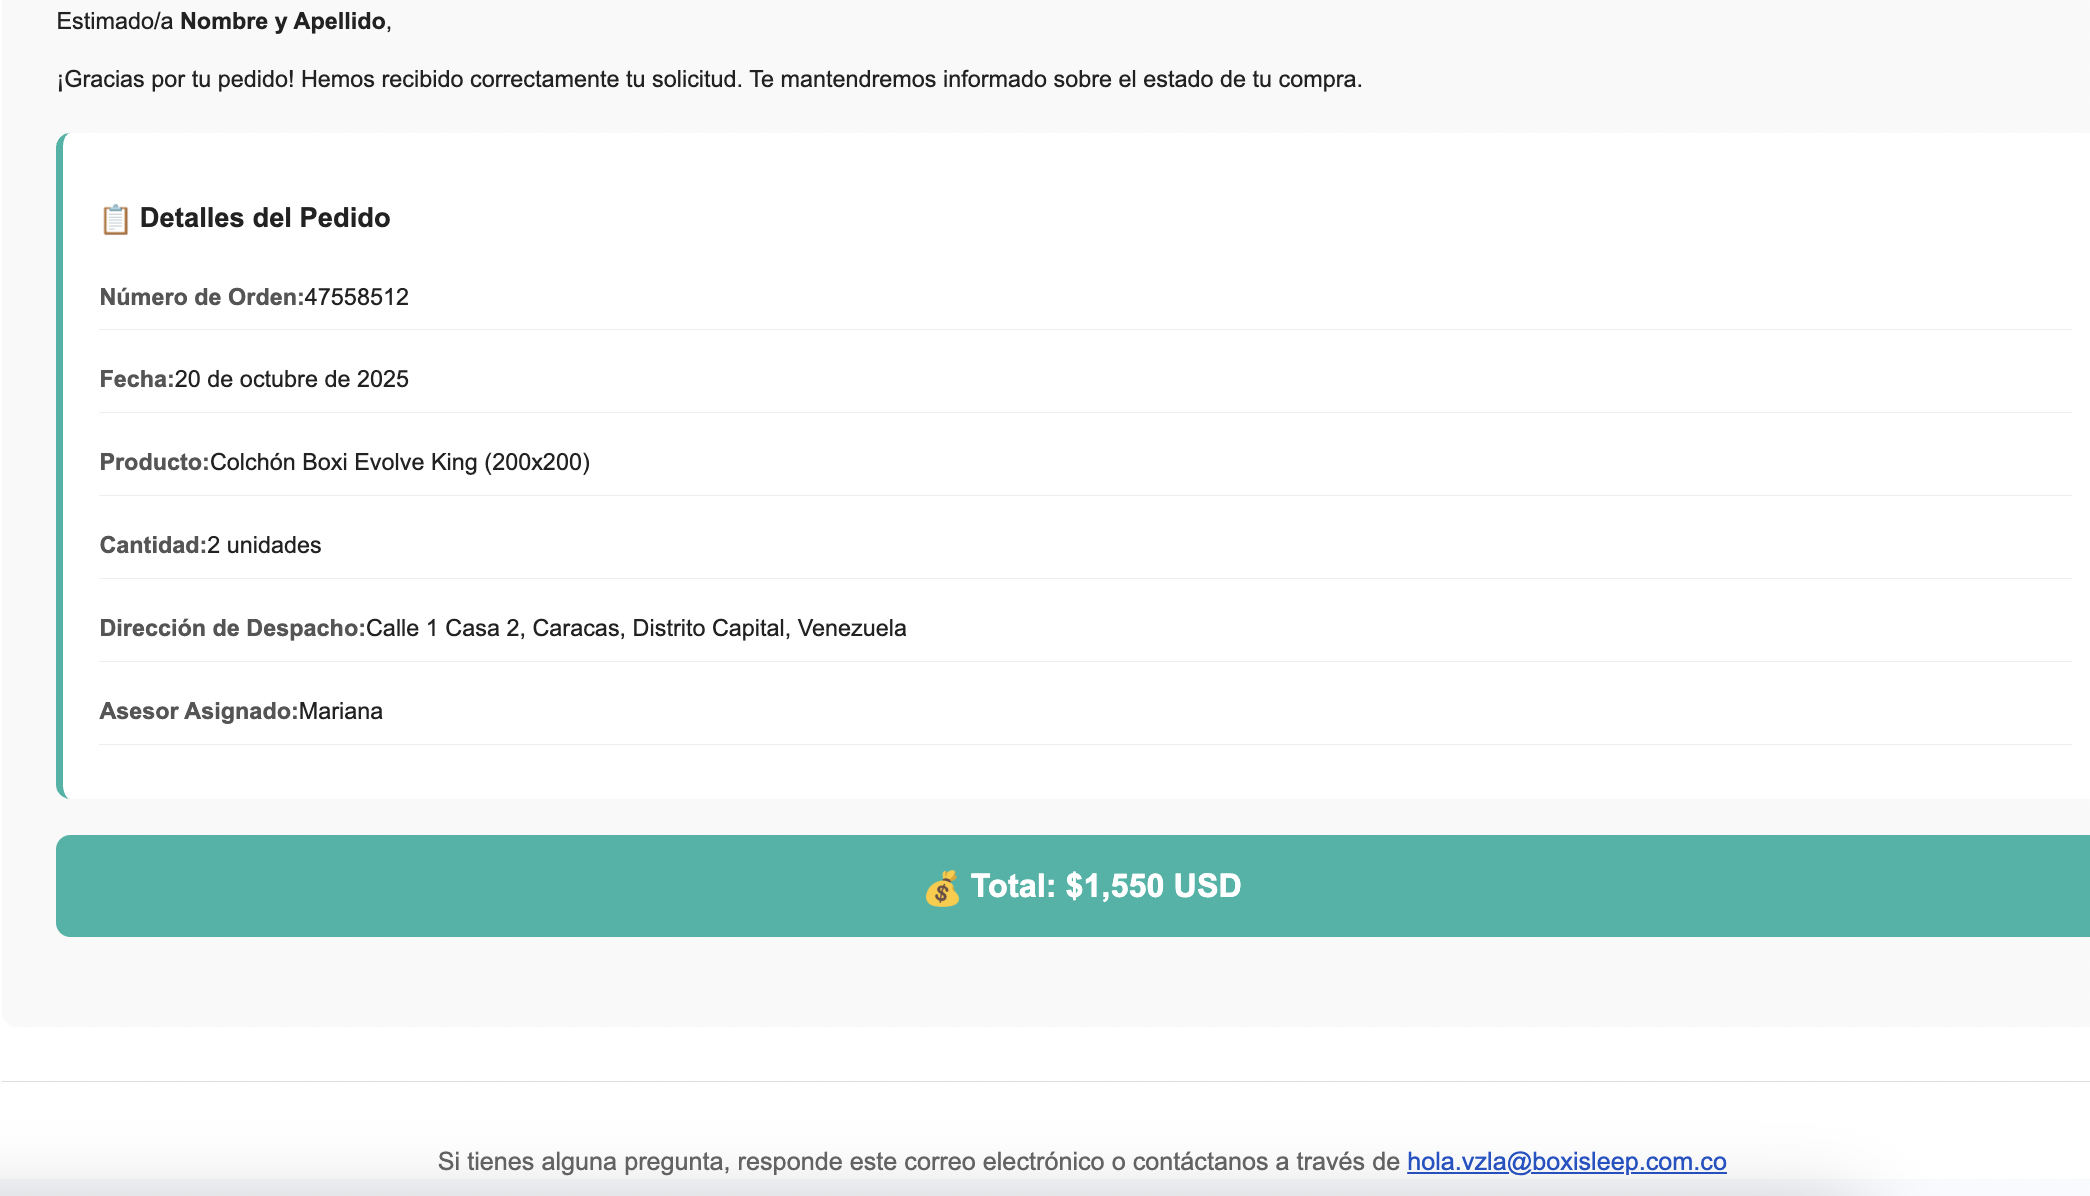 Estimado/a Nombre y Apellido,
¡Gracias por tu pedido! Hemos recibido correctamente tu solicitud. Te mantendremos informado sobre el estado de tu compra.
📋 Detalles del Pedido
Número de Orden:47558512
Fecha:20 de octubre de 2025
Producto:Colchón Boxi Evolve King (200x200)
Cantidad:2 unidades
Dirección de Despacho:Calle 1 Casa 2, Caracas, Distrito Capital, Venezuela
Asesor Asignado:Mariana
💰 Total: $1,550 USD
Si tienes alguna pregunta, responde este correo electrónico o contáctanos a través de hola.vzla@boxisleep.com.co